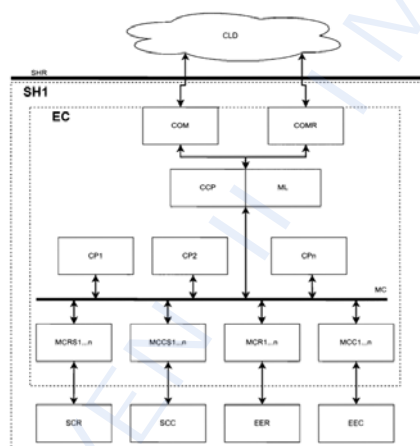 CLD
SHR
SH1
EC
COM COMR
CCP ML
CP1 CP2 CPn
MC
MCRS1...n MCCS1...n MCR1...n MCC1...n
SCR SCC EER EEC